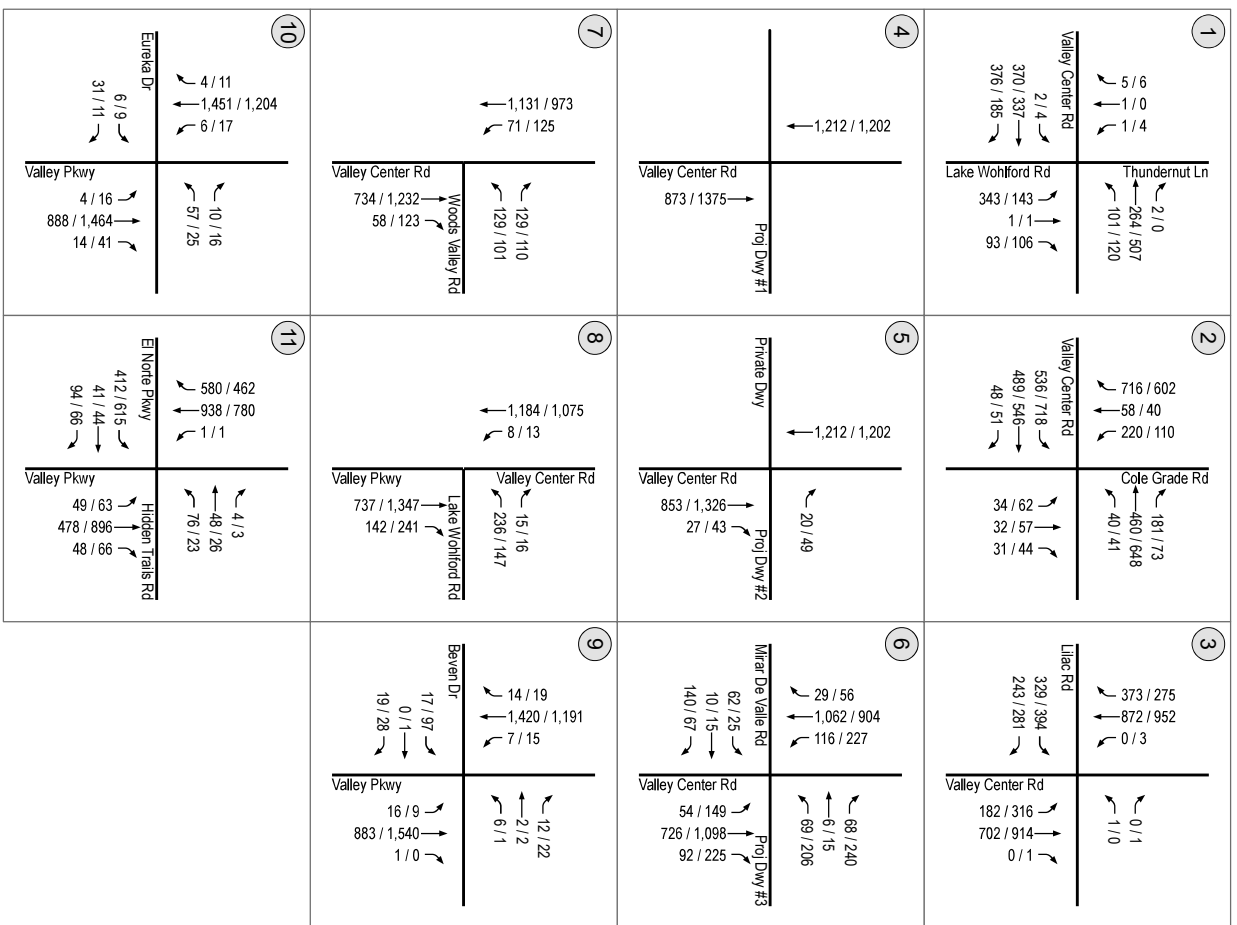 1
Valley Center Rd
376 / 185
370 / 337
2 / 4
5 / 6
1 / 0
1 / 4
Lake Wohlford Rd
Thundernut Ln
343 / 143
1 / 1
93 / 106
101 / 120
264 / 507
2 / 0
2
Valley Center Rd
48 / 51
489 / 546
536 / 718
716 / 602
58 / 40
220 / 110
Cole Grade Rd
34 / 62
32 / 57
31 / 44
40 / 41
460 / 648
181 / 73
3
Lilac Rd
243 / 281
329 / 394
373 / 275
872 / 952
0 / 3
Valley Center Rd
182 / 316
702 / 914
0 / 1
1 / 0
0 / 1
4
1,212 / 1,202
Valley Center Rd
873 / 1375
Proj Dwy #1
5
Private Dwy
1,212 / 1,202
Valley Center Rd
853 / 1,326
27 / 43
Proj Dwy #2
20 / 49
6
Mirar De Valle Rd
140 / 67
10 / 15
62 / 25
29 / 56
1,062 / 904
116 / 227
Valley Center Rd
54 / 149
726 / 1,098
92 / 225
Proj Dwy #3
69 / 206
6 / 15
68 / 240
7
1,131 / 973
71 / 125
Valley Center Rd
734 / 1,232
58 / 123
Woods Valley Rd
129 / 101
129 / 110
8
1,184 / 1,075
8 / 13
Valley Pkwy
Valley Center Rd
737 / 1,347
142 / 241
Lake Wohlford Rd
236 / 147
15 / 16
9
Beven Dr
19 / 28
0 / 1
17 / 97
14 / 19
1,420 / 1,191
7 / 15
Valley Pkwy
16 / 9
883 / 1,540
1 / 0
6 / 1
2 / 2
12 / 22
10
Eureka Dr
31 / 11
6 / 9
4 / 11
1,451 / 1,204
6 / 17
Valley Pkwy
4 / 16
888 / 1,464
14 / 41
57 / 25
10 / 16
11
El Norte Pkwy
94 / 66
41 / 44
412 / 615
580 / 462
938 / 780
1 / 1
Valley Pkwy
49 / 63
478 / 896
48 / 66
Hidden Trails Rd
76 / 23
48 / 26
4 / 3